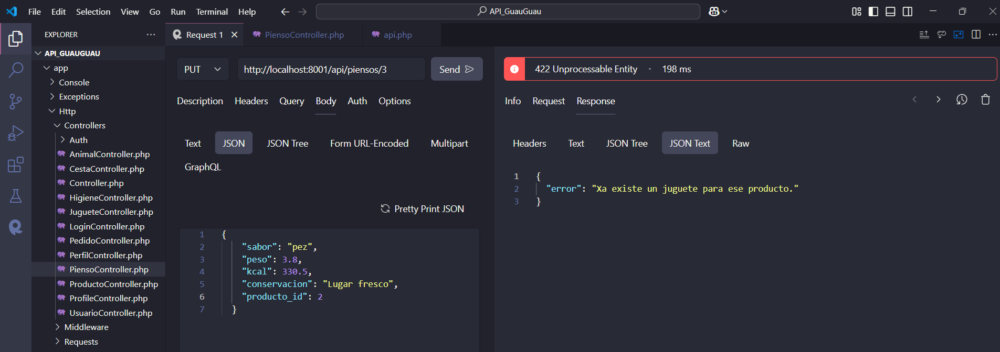 File Edit Selection View Go Run Terminal Help API_GuauGuau
EXPLORER
Request 1 PiensoController.php api.php
API_GUAUGUAU
app
Console
Exceptions
Http
Controllers
Auth
AnimalController.php
CestaController.php
Controller.php
HigieneController.php
JugueteController.php
LoginController.php
PedidoController.php
PerfilController.php
PiensoController.php
ProductoController.php
ProfileController.php
UsuarioController.php
Middleware
Requests
PUT http://localhost:8001/api/piensos/3 Send
Description Headers Query Body Auth Options
Text JSON JSON Tree Form URL-Encoded Multipart
GraphQL
Pretty Print JSON
1 {
2 "sabor": "pez",
3 "peso": 3.8,
4 "kcal": 330.5,
5 "conservacion": "Lugar fresco",
6 "producto_id": 2
7 }
422 Unprocessable Entity · 198 ms
Info Request Response
Headers Text JSON Tree JSON Text Raw
1 {
2 "error": "Xa existe un juguete para ese producto."
3 }